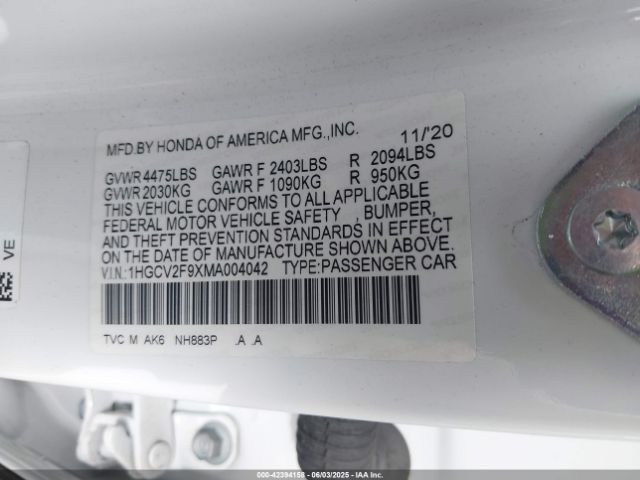 MFD.BY HONDA OF AMERICA MFG.,INC. 11/'20
GVWR 4475LBS GAWR F 2403LBS R 2094LBS
GVWR 2030KG GAWR F 1090KG R 950KG
THIS VEHICLE CONFORMS TO ALL APPLICABLE
FEDERAL MOTOR VEHICLE SAFETY , BUMPER,
AND THEFT PREVENTION STANDARDS IN EFFECT
ON THE DATE OF MANUFACTURE SHOWN ABOVE.
V.I.N.:1HGCV2F9XMA004042 TYPE:PASSENGER CAR
TVC M AK6 NH883P .A .A
VE
000-42394158 - 06/03/2025 - IAA Inc.